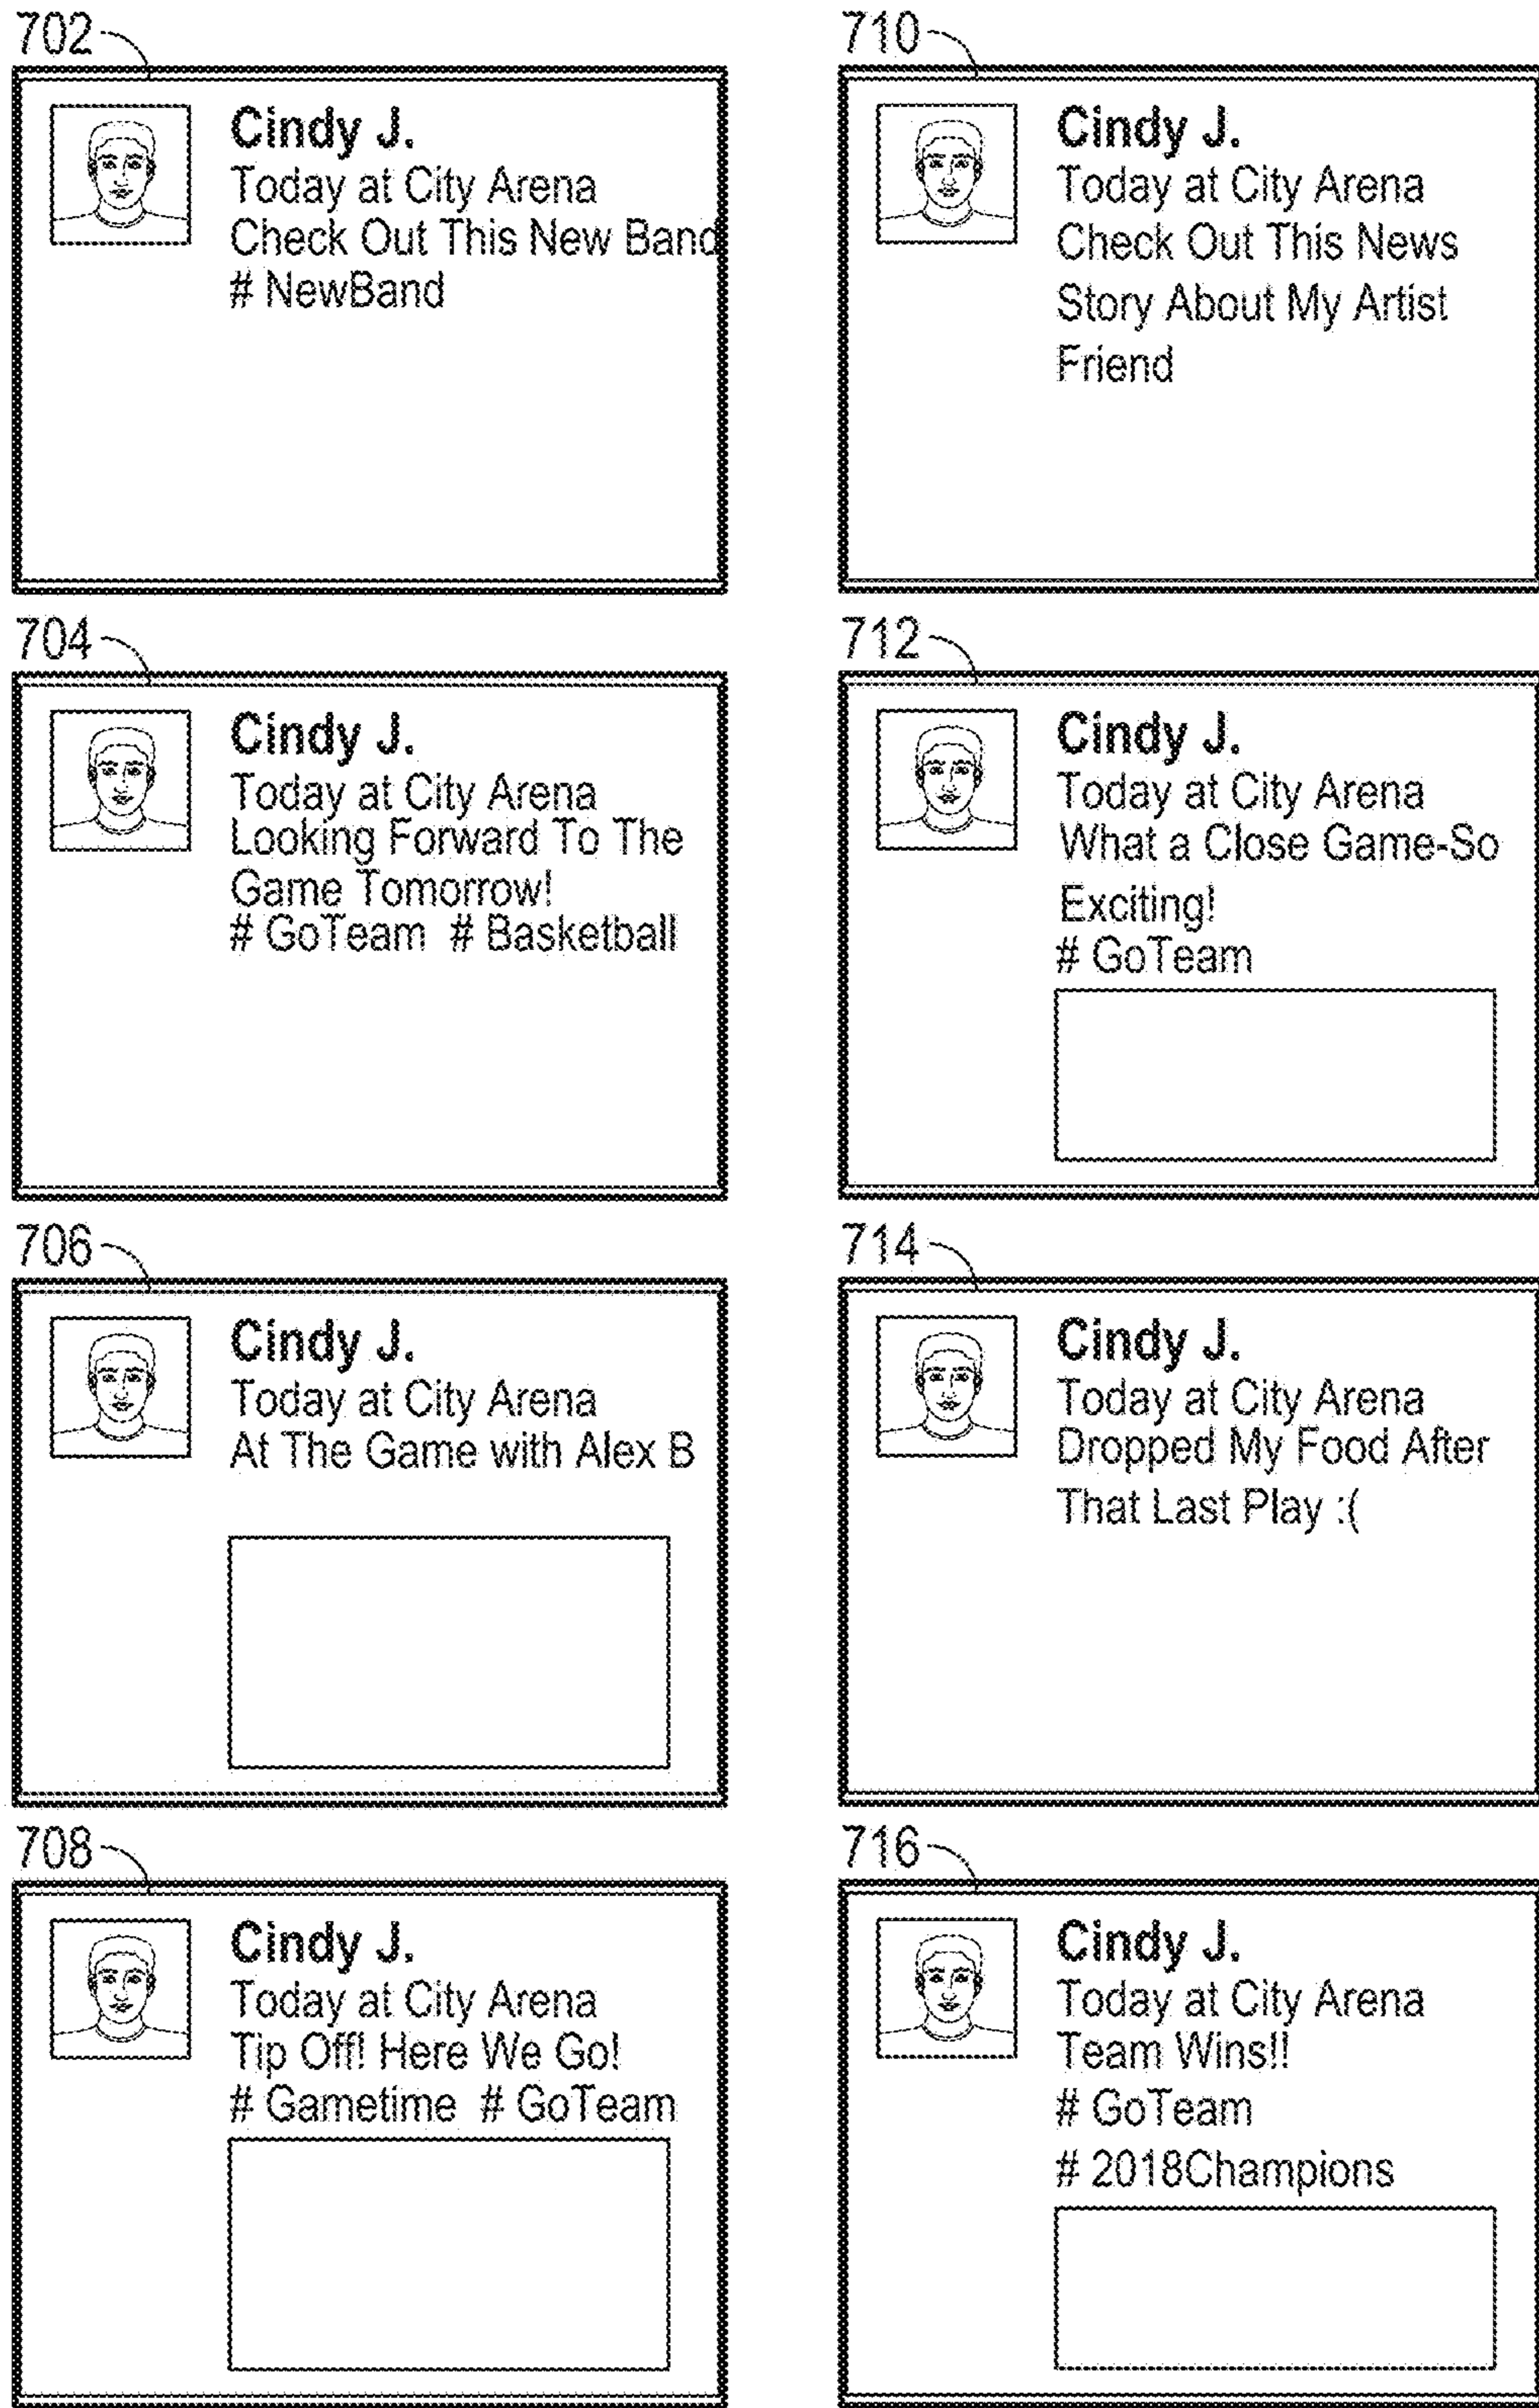 702
Cindy J.
Today at City Arena
Check Out This New Band
# NewBand
704
Cindy J.
Today at City Arena
Looking Forward To The
Game Tomorrow!
# GoTeam # Basketball
706
Cindy J.
Today at City Arena
At The Game with Alex B
708
Cindy J.
Today at City Arena
Tip Off! Here We Go!
# Gametime # GoTeam
710
Cindy J.
Today at City Arena
Check Out This News
Story About My Artist
Friend
712
Cindy J.
Today at City Arena
What a Close Game-So
Exciting!
# GoTeam
714
Cindy J.
Today at City Arena
Dropped My Food After
That Last Play :(
716
Cindy J.
Today at City Arena
Team Wins!!
# GoTeam
# 2018Champions